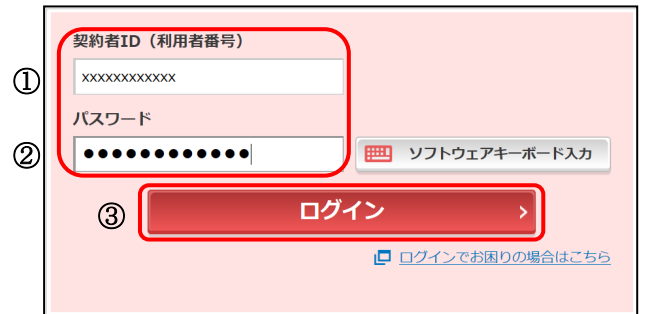 契約者ID（利用者番号）
①
xxxxxxxxxxxx
パスワード
②
●●●●●●●●●●●●
ソフトウェアキーボード入力
③
ログイン
ログインでお困りの場合はこちら